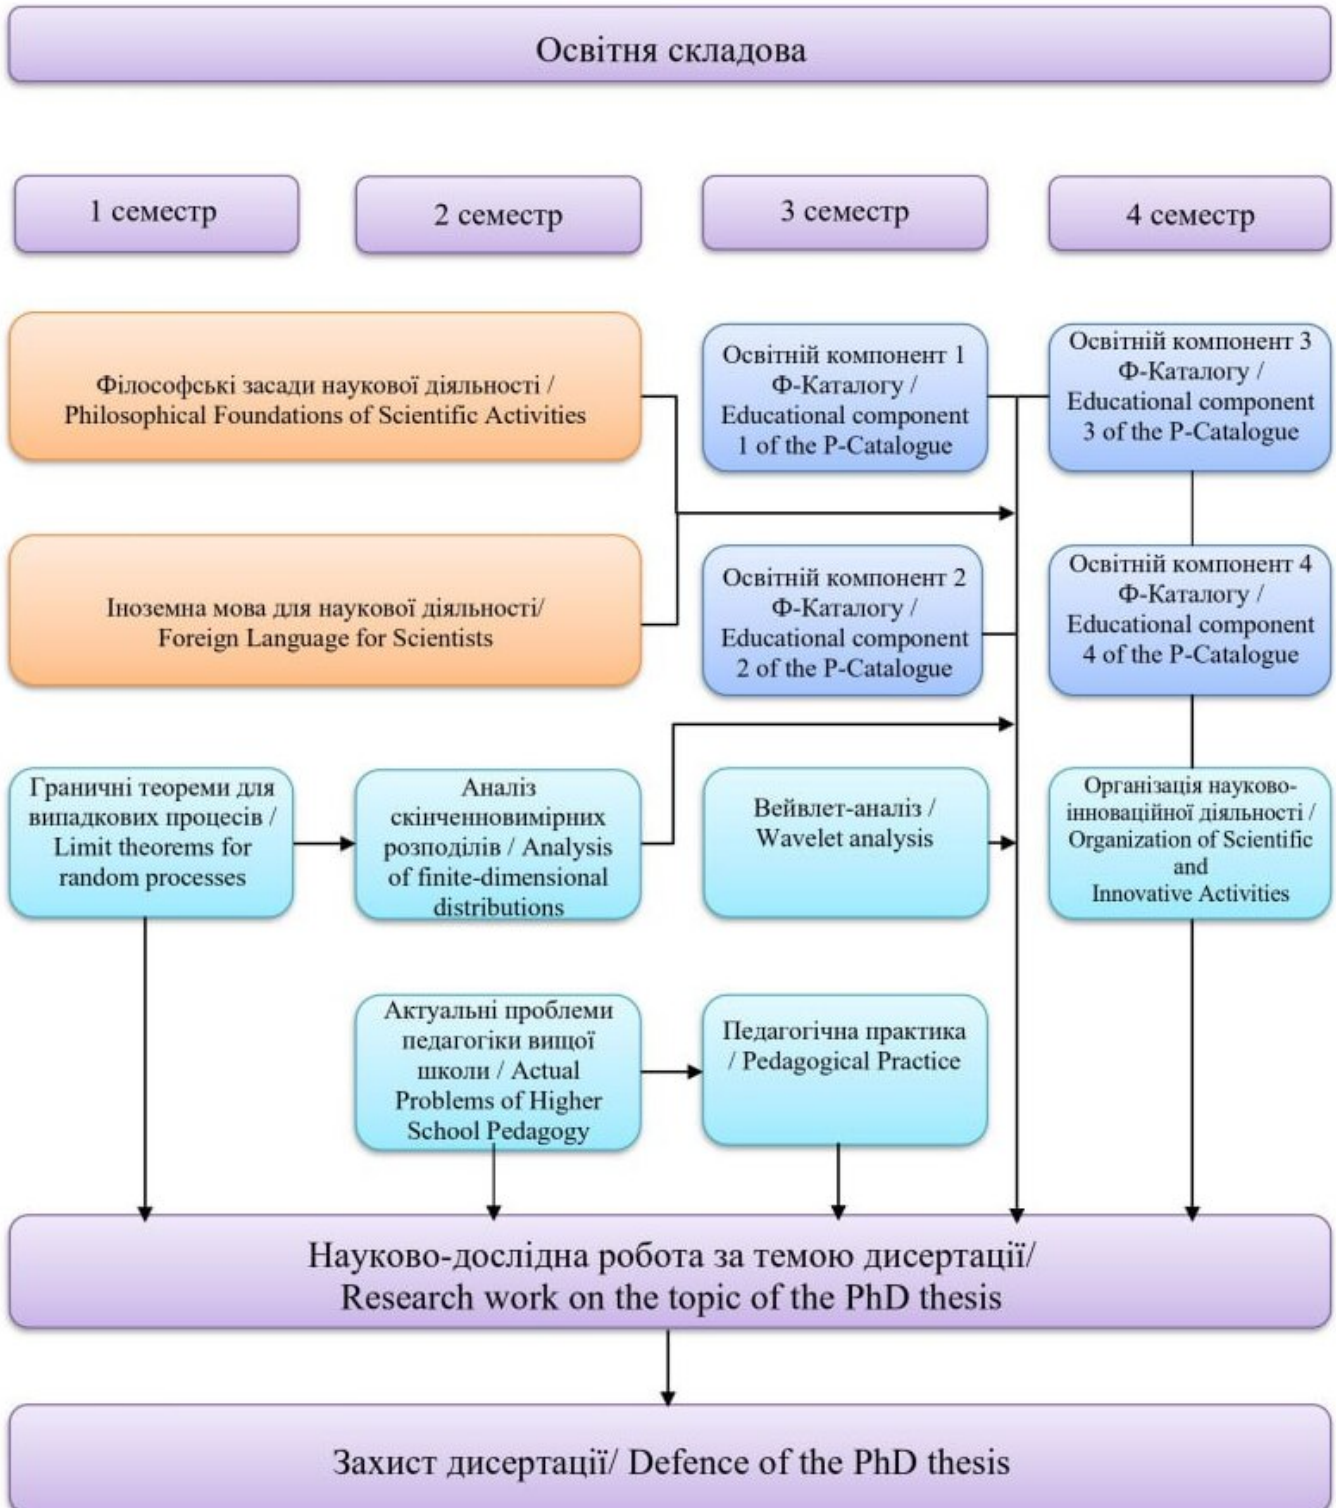 Освітня складова
1 семестр
2 семестр
3 семестр
4 семестр
Філософські засади наукової діяльності /
Philosophical Foundations of Scientific Activities
Освітній компонент 1
Ф-Каталогу /
Educational component
1 of the P-Catalogue
Освітній компонент 3
Ф-Каталогу /
Educational component
3 of the P-Catalogue
Іноземна мова для наукової діяльності/
Foreign Language for Scientists
Освітній компонент 2
Ф-Каталогу /
Educational component
2 of the P-Catalogue
Освітній компонент 4
Ф-Каталогу /
Educational component
4 of the P-Catalogue
Граничні теореми для
випадкових процесів /
Limit theorems for
random processes
Аналіз
скінченновимірних
розподілів / Analysis
of finite-dimensional
distributions
Вейвлет-аналіз /
Wavelet analysis
Організація науково-
інноваційної діяльності /
Organization of Scientific
and
Innovative Activities
Актуальні проблеми
педагогіки вищої
школи / Actual
Problems of Higher
School Pedagogy
Педагогічна практика
/ Pedagogical Practice
Науково-дослідна робота за темою дисертації/
Research work on the topic of the PhD thesis
Захист дисертації/ Defence of the PhD thesis